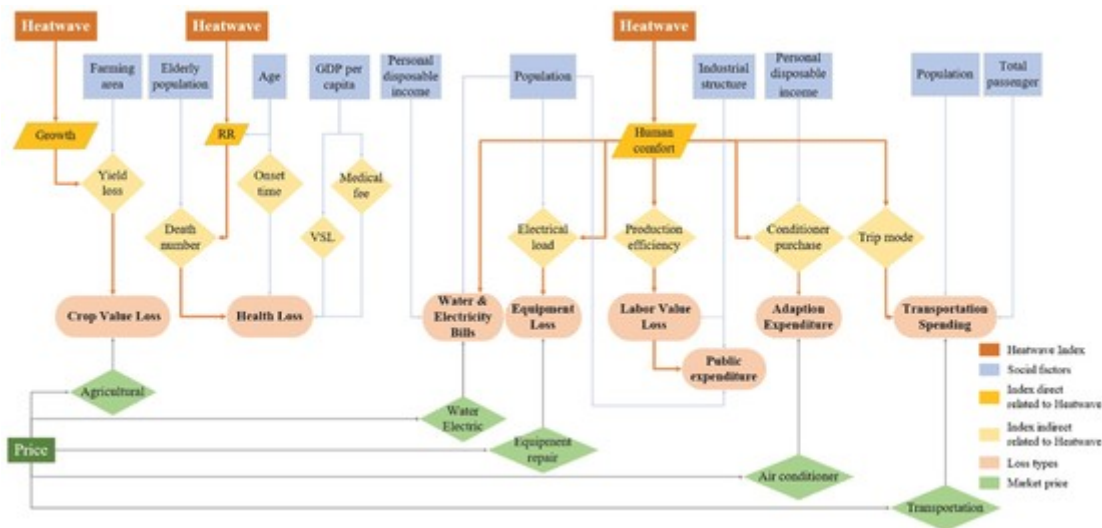 Heatwave
Heatwave
Heatwave
Farming
area
Elderly
population
Age
GDP per
capita
Personal
disposable
income
Population
Industrial
structure
Personal
disposable
income
Population
Total
passenger
Growth
RR
Human
comfort
Yield
loss
Onset
time
Medical
fee
Death
number
VSL
Electrical
load
Production
efficiency
Conditioner
purchase
Trip mode
Crop Value Loss
Health Loss
Water &
Electricity
Bills
Equipment
Loss
Labor Value
Loss
Adaption
Expenditure
Transportation
Spending
Public
expenditure
Agricultural
Water
Electric
Price
Equipment
repair
Air conditioner
Transportation
Heatwave Index
Social factors
Index direct
related to Heatwave
Index indirect
related to Heatwave
Loss types
Market price